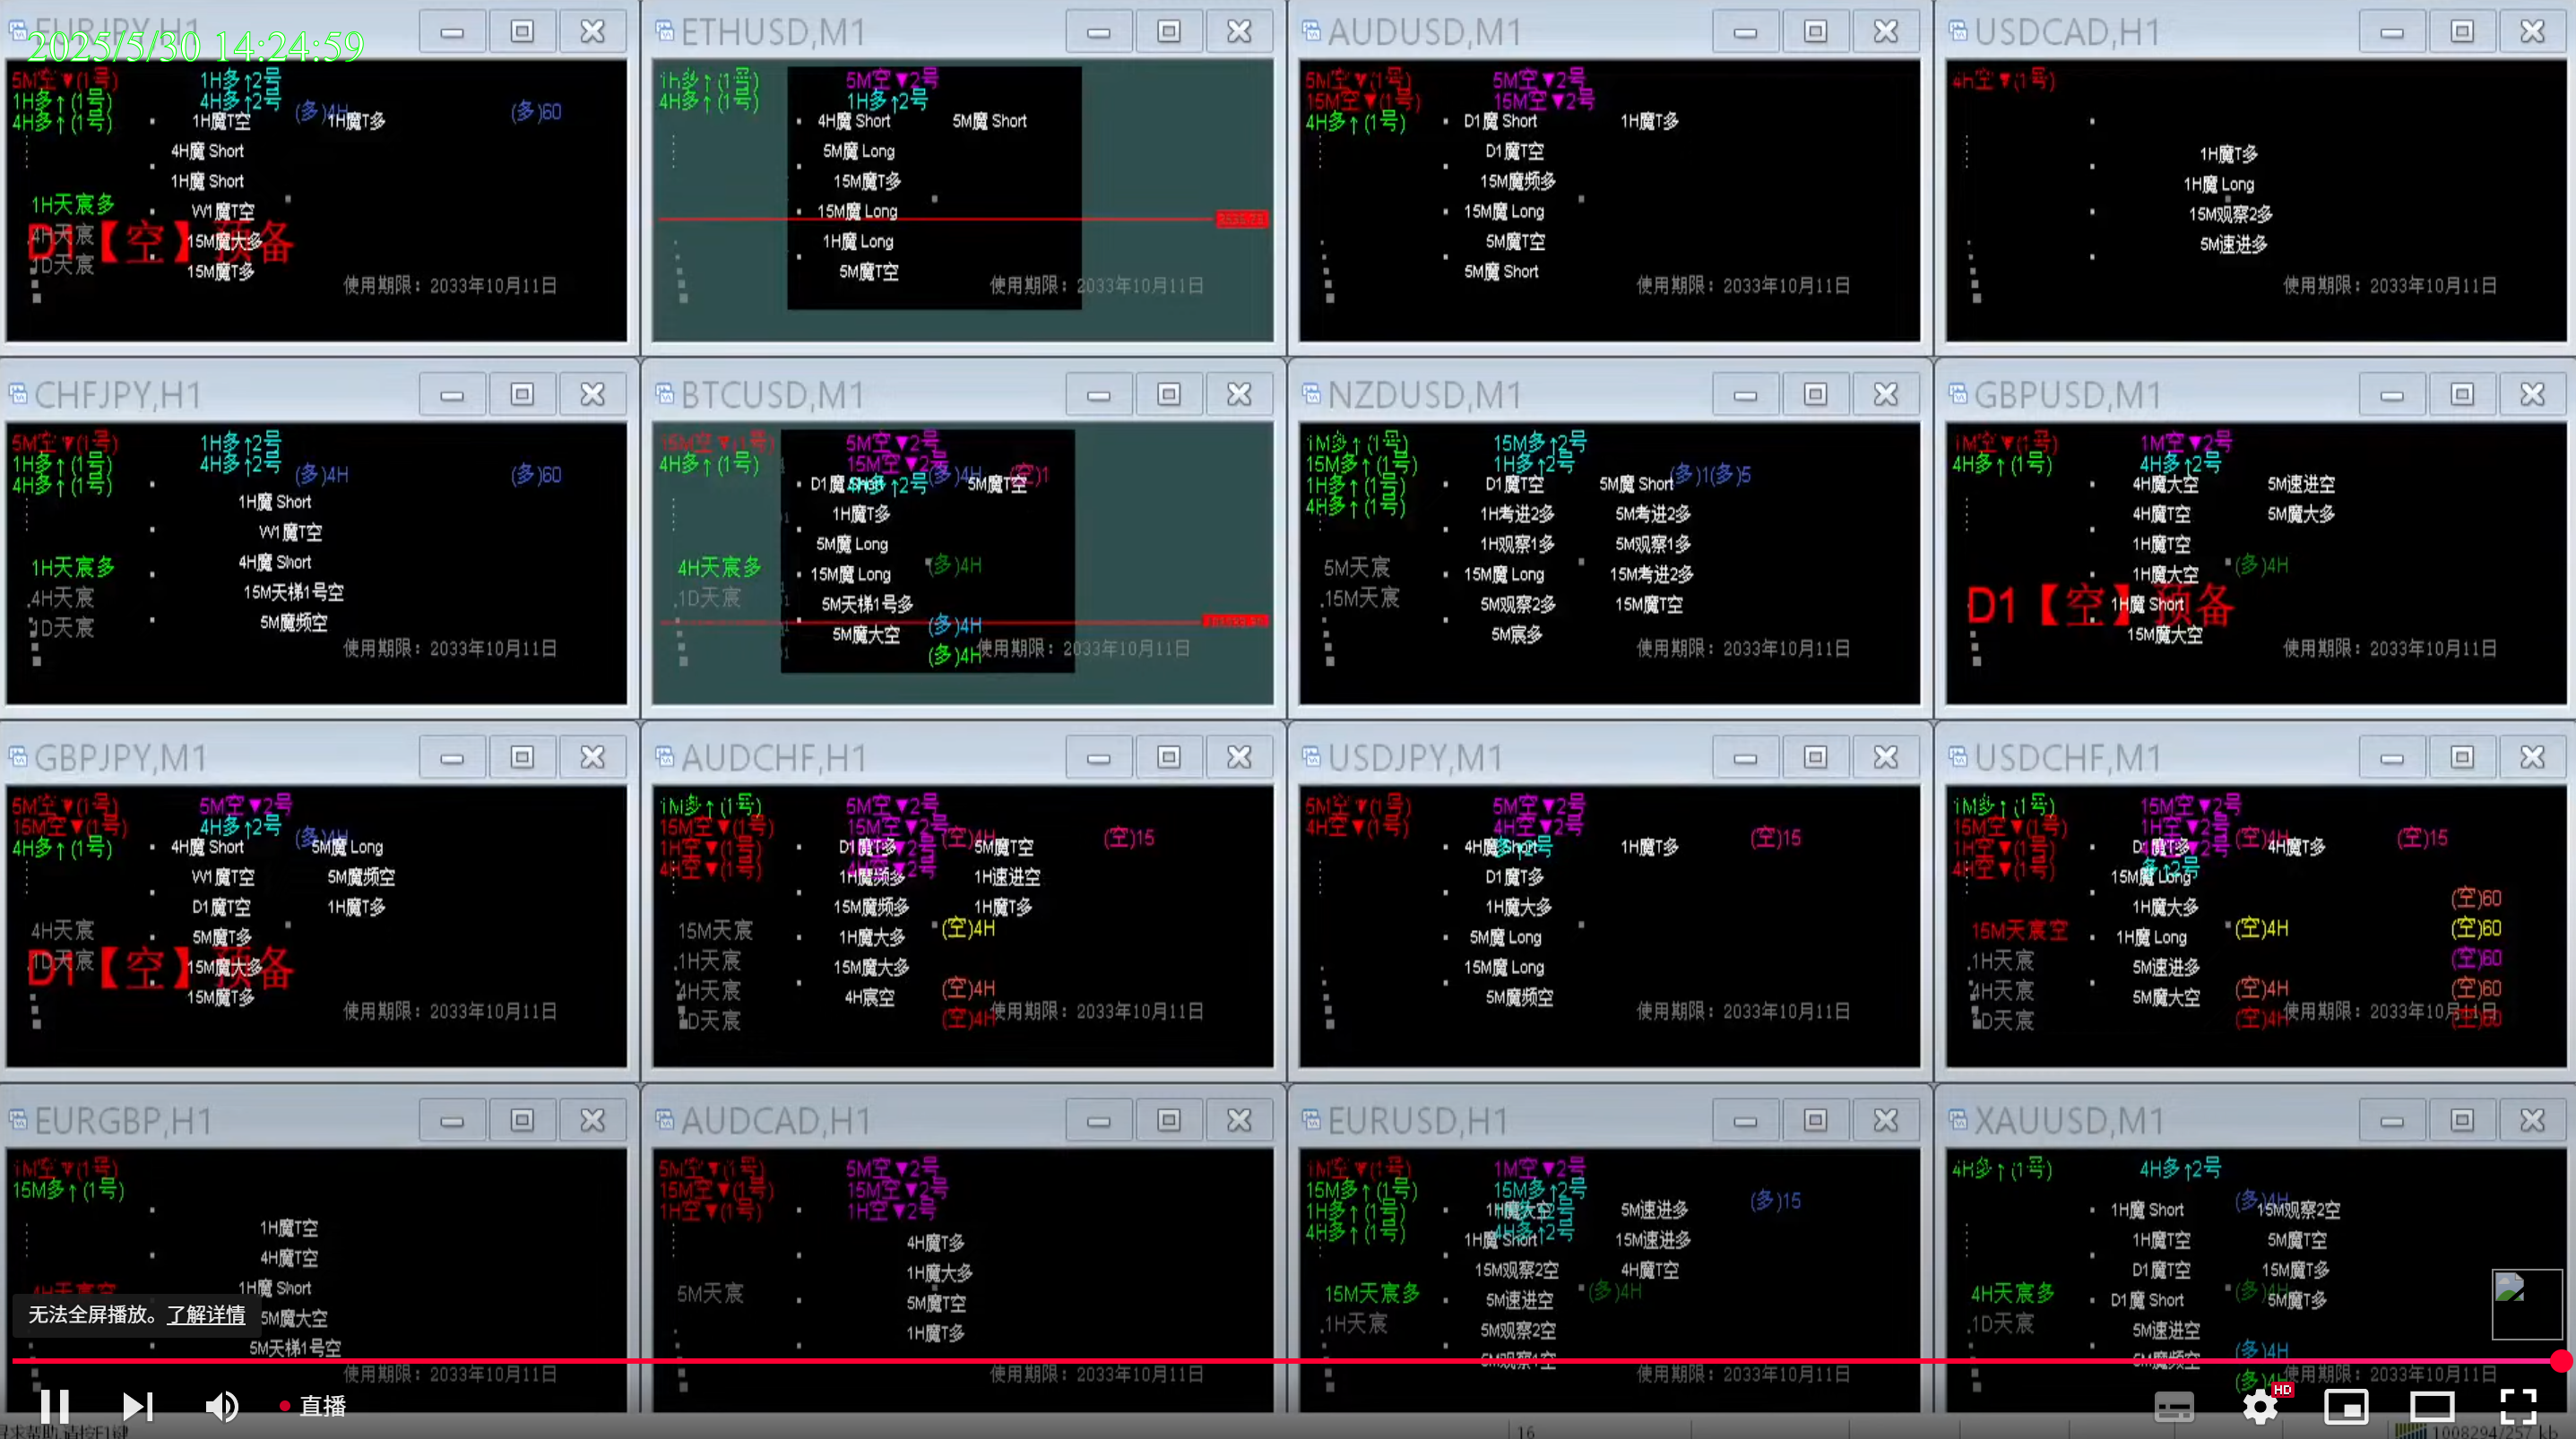 EURJPY,H1
2025/5/30 14:24:59
5M空▼(1号)
1H多↑2号
1H多↑(1号)
4H多↑2号
(多)4H
(多)60
4H多↑(1号)
1H魔T空
1H魔T多
4H魔 Short
1H魔 Short
1H天宸多
W1魔T空
4H天宸
D1【空】预备
15M魔大多
1D天宸
15M魔T多
使用期限：2033年10月11日
ETHUSD,M1
1h多↑(1号)
5M空▼2号
4H多↑(1号)
1H多↑2号
4H魔 Short
5M魔 Short
5M魔 Long
15M魔T多
15M魔 Long
1H魔 Long
5M魔T空
使用期限：2033年10月11日
AUDUSD,M1
5M空▼(1号)
5M空▼2号
15M空▼(1号)
15M空▼2号
4H多↑(1号)
D1魔 Short
1H魔T多
D1魔T空
15M魔频多
15M魔 Long
5M魔T空
5M魔 Short
使用期限：2033年10月11日
USDCAD,H1
4H空▼(1号)
1H魔T多
1H魔 Long
15M观察2多
5M速进多
使用期限：2033年10月11日
CHFJPY,H1
5M空▼(1号)
1H多↑2号
1H多↑(1号)
4H多↑2号
(多)4H
(多)60
4H多↑(1号)
1H魔 Short
W1魔T空
4H魔 Short
1H天宸多
15M天梯1号空
4H天宸
5M魔频空
1D天宸
使用期限：2033年10月11日
BTCUSD,M1
15M空▼(1号)
5M空▼2号
4H多↑(1号)
15M空▼2号
(多)4H
(空)1
D1魔 Short
4H多↑2号
5M魔T空
1H魔T多
5M魔 Long
4H天宸多
15M魔 Long
(多)4H
1D天宸
5M天梯1号多
5M魔大空
(多)4H
(多)4H
使用期限：2033年10月11日
NZDUSD,M1
1M多↑(1号)
15M多↑2号
15M多↑(1号)
1H多↑2号
(多)1(多)5
1H多↑(1号)
D1魔T空
5M魔 Short
4H多↑(1号)
1H考进2多
5M考进2多
1H观察1多
5M观察1多
5M天宸
15M魔 Long
15M考进2多
15M天宸
5M观察2多
15M魔T空
5M宸多
使用期限：2033年10月11日
GBPUSD,M1
1M空▼(1号)
1M空▼2号
4H多↑(1号)
4H多↑2号
4H魔大空
5M速进空
4H魔T空
5M魔大多
1H魔T空
1H魔大空
(多)4H
D1【空】预备
1H魔 Short
15M魔大空
使用期限：2033年10月11日
GBPJPY,M1
5M空▼(1号)
5M空▼2号
15M空▼(1号)
4H多↑2号
(多)4H
4H多↑(1号)
4H魔 Short
5M魔 Long
W1魔T空
5M魔频空
D1魔T空
1H魔T多
4H天宸
5M魔T多
1D天宸
D1【空】预备
15M魔大多
15M魔T多
使用期限：2033年10月11日
AUDCHF,H1
1M多↑(1号)
5M空▼2号
15M空▼(1号)
15M空▼2号
(空)4H
(空)15
1H空▼(1号)
D1魔T多
5M魔T空
4H空▼(1号)
4H空▼2号
1H魔频多
1H速进空
15M魔频多
1H魔T多
15M天宸
1H魔大多
(空)4H
1H天宸
15M魔大多
4H天宸
4H宸空
(空)4H
1D天宸
(空)4H
使用期限：2033年10月11日
USDJPY,M1
5M空▼(1号)
5M空▼2号
4H空▼(1号)
4H空▼2号
(空)15
4H魔 Short
1H魔T多
D1魔T多
1H魔大多
5M魔 Long
15M魔 Long
5M魔频空
使用期限：2033年10月11日
USDCHF,M1
1M多↑(1号)
15M空▼2号
15M空▼(1号)
1H空▼2号
(空)4H
(空)15
1H空▼(1号)
D1魔T多
4H魔T多
4H空▼(1号)
15M魔 Long
1H魔大多
(空)60
15M天宸空
1H魔 Long
(空)4H
(空)60
1H天宸
5M速进多
(空)60
4H天宸
5M魔大空
(空)4H
(空)60
1D天宸
(空)4H
(空)60
使用期限：2033年10月11日
EURGBP,H1
1M空▼(1号)
15M多↑(1号)
1H魔T空
4H魔T空
4H天宸空
1H魔 Short
5M魔大空
5M天梯1号空
使用期限：2033年10月11日
AUDCAD,H1
5M空▼(1号)
5M空▼2号
15M空▼(1号)
15M空▼2号
1H空▼(1号)
1H空▼2号
4H魔T多
1H魔大多
5M天宸
5M魔T空
1H魔T多
使用期限：2033年10月11日
EURUSD,H1
1M空▼(1号)
1M空▼2号
15M多↑(1号)
15M多↑2号
(多)15
1H多↑(1号)
1H魔大空
5M速进多
4H多↑(1号)
4H多↑2号
1H魔 Short
15M速进多
15M观察2空
4H魔T空
15M天宸多
5M速进空
(多)4H
1H天宸
5M观察2空
5M观察1空
使用期限：2033年10月11日
XAUUSD,M1
4H多↑(1号)
4H多↑2号
(多)4H
1H魔 Short
15M观察2空
1H魔T空
5M魔T空
D1魔T空
15M魔T多
4H天宸多
D1魔 Short
(多)4H
5M魔T多
1D天宸
5M速进空
5M魔频空
(多)4H
(多)4H
使用期限：2033年10月11日
无法全屏播放。了解详情
直播
HD
寻求帮助,请按F1键
16
1008294/257 kb